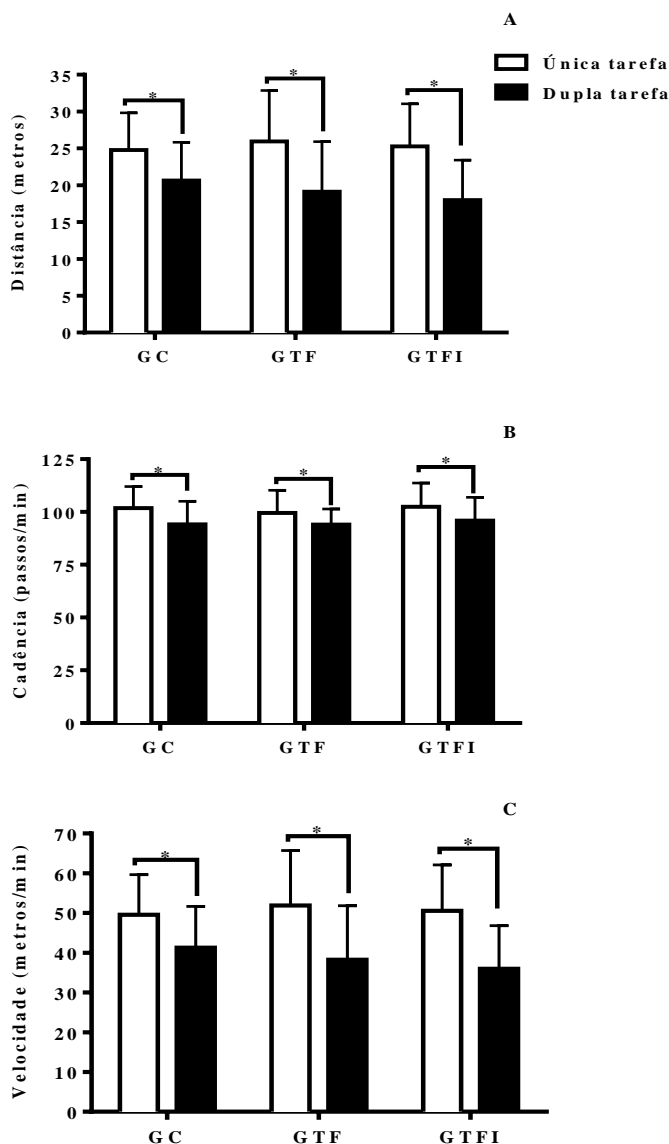 A
Única tarefa
Dupla tarefa
Distância (metros)
35
30
25
20
15
10
5
0
*
*
*
GC
GTF
GTFI
B
Cadência (passos/min)
125
100
75
50
25
0
*
*
*
GC
GTF
GTFI
C
Velocidade (metros/min)
70
60
50
40
30
20
10
0
*
*
*
GC
GTF
GTFI